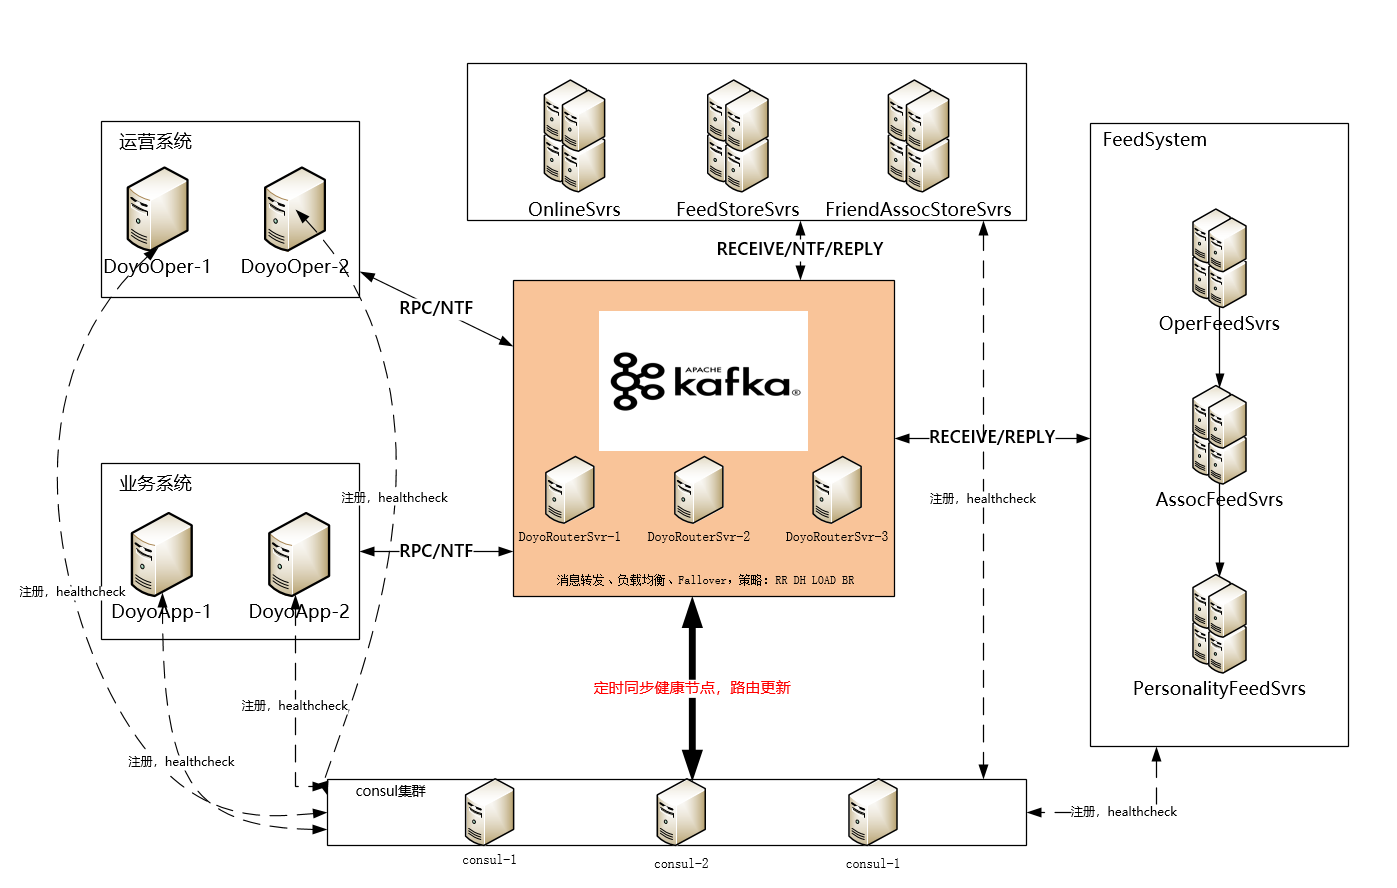 运营系统
DoyoOper-1
DoyoOper-2
OnlineSvrs
FeedStoreSvrs
FriendAssocStoreSvrs
FeedSystem
RECEIVE/NTF/REPLY
RPC/NTF
APACHE
kafka®
OperFeedSvrs
RECEIVE/REPLY
业务系统
注册，healthcheck
注册，healthcheck
AssocFeedSvrs
DoyoRouterSvr-1
DoyoRouterSvr-2
DoyoRouterSvr-3
RPC/NTF
消息转发、负载均衡、Fallover，策略：RR DH LOAD BR
注册，healthcheck
DoyoApp-1
DoyoApp-2
定时同步健康节点，路由更新
PersonalityFeedSvrs
注册，healthcheck
注册，healthcheck
consul集群
注册，healthcheck
consul-1
consul-2
consul-1